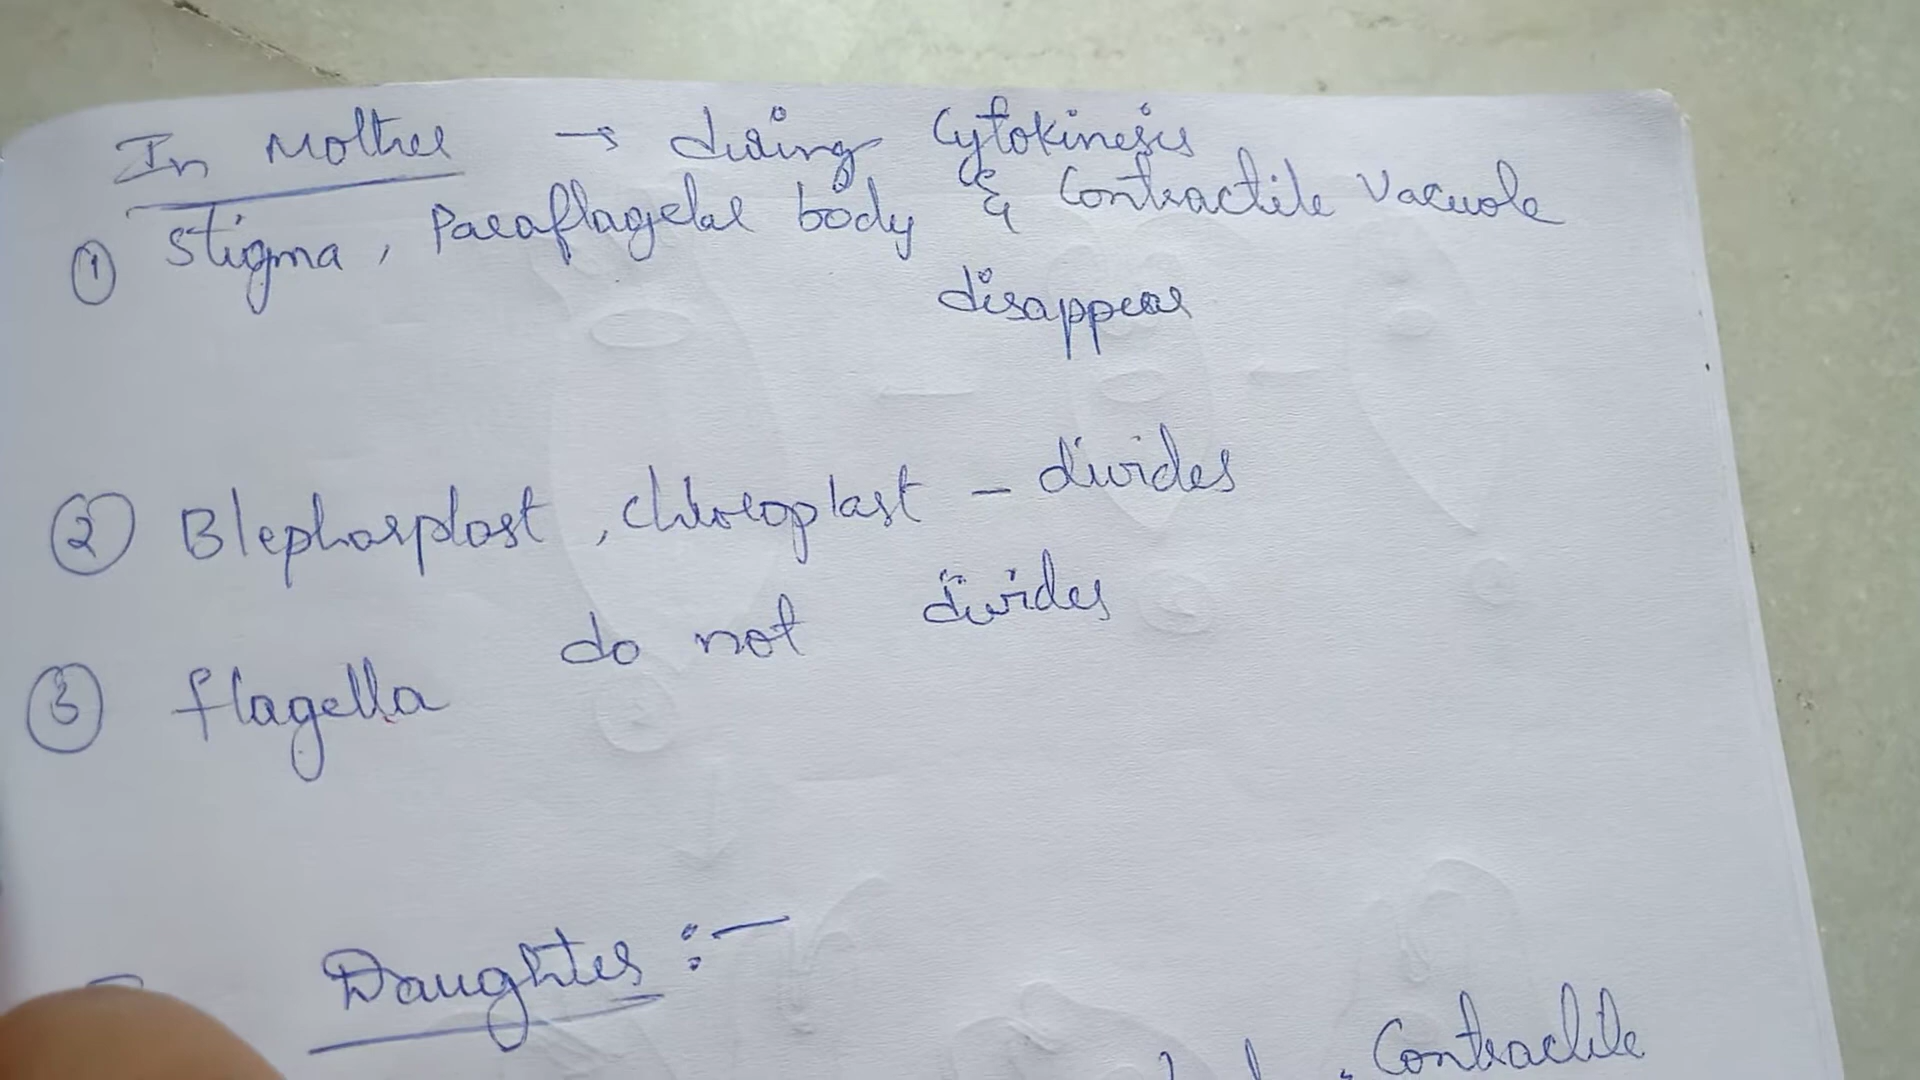 In Mother → during Cytokinesis
① Stigma, Paraflagellar body & Contractile Vacuole
disappear
② Blepharplast, chloroplast - divides
③ flagella do not divides
Daughter :-
Contractile